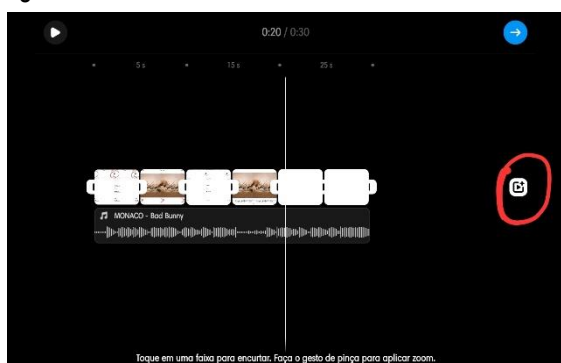 0:20 / 0:30
5 s 15 s 25 s
MONACO - Bad Bunny
Toque em uma faixa para encurtar. Faça o gesto de pinça para aplicar zoom.